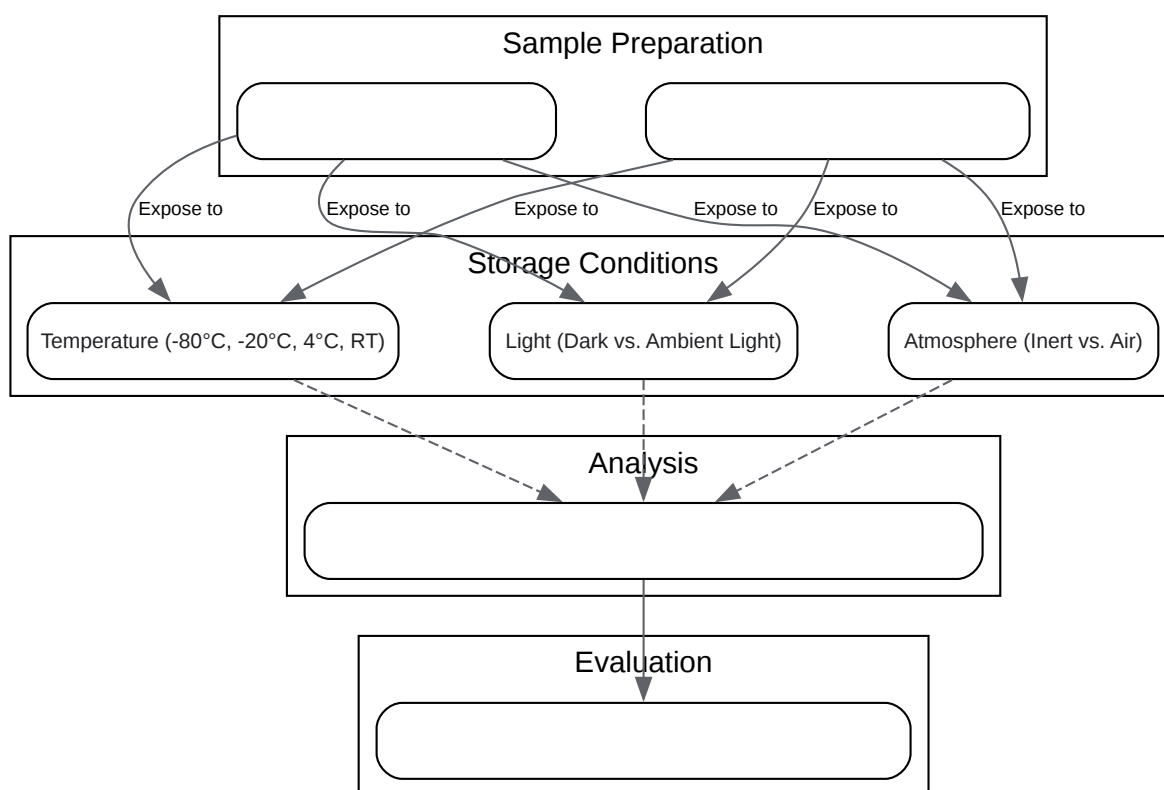 Sample Preparation
Expose to
Expose to
Expose to
Expose to
Expose to
Expose to
Storage Conditions
Temperature (-80°C, -20°C, 4°C, RT)
Light (Dark vs. Ambient Light)
Atmosphere (Inert vs. Air)
Analysis
Evaluation